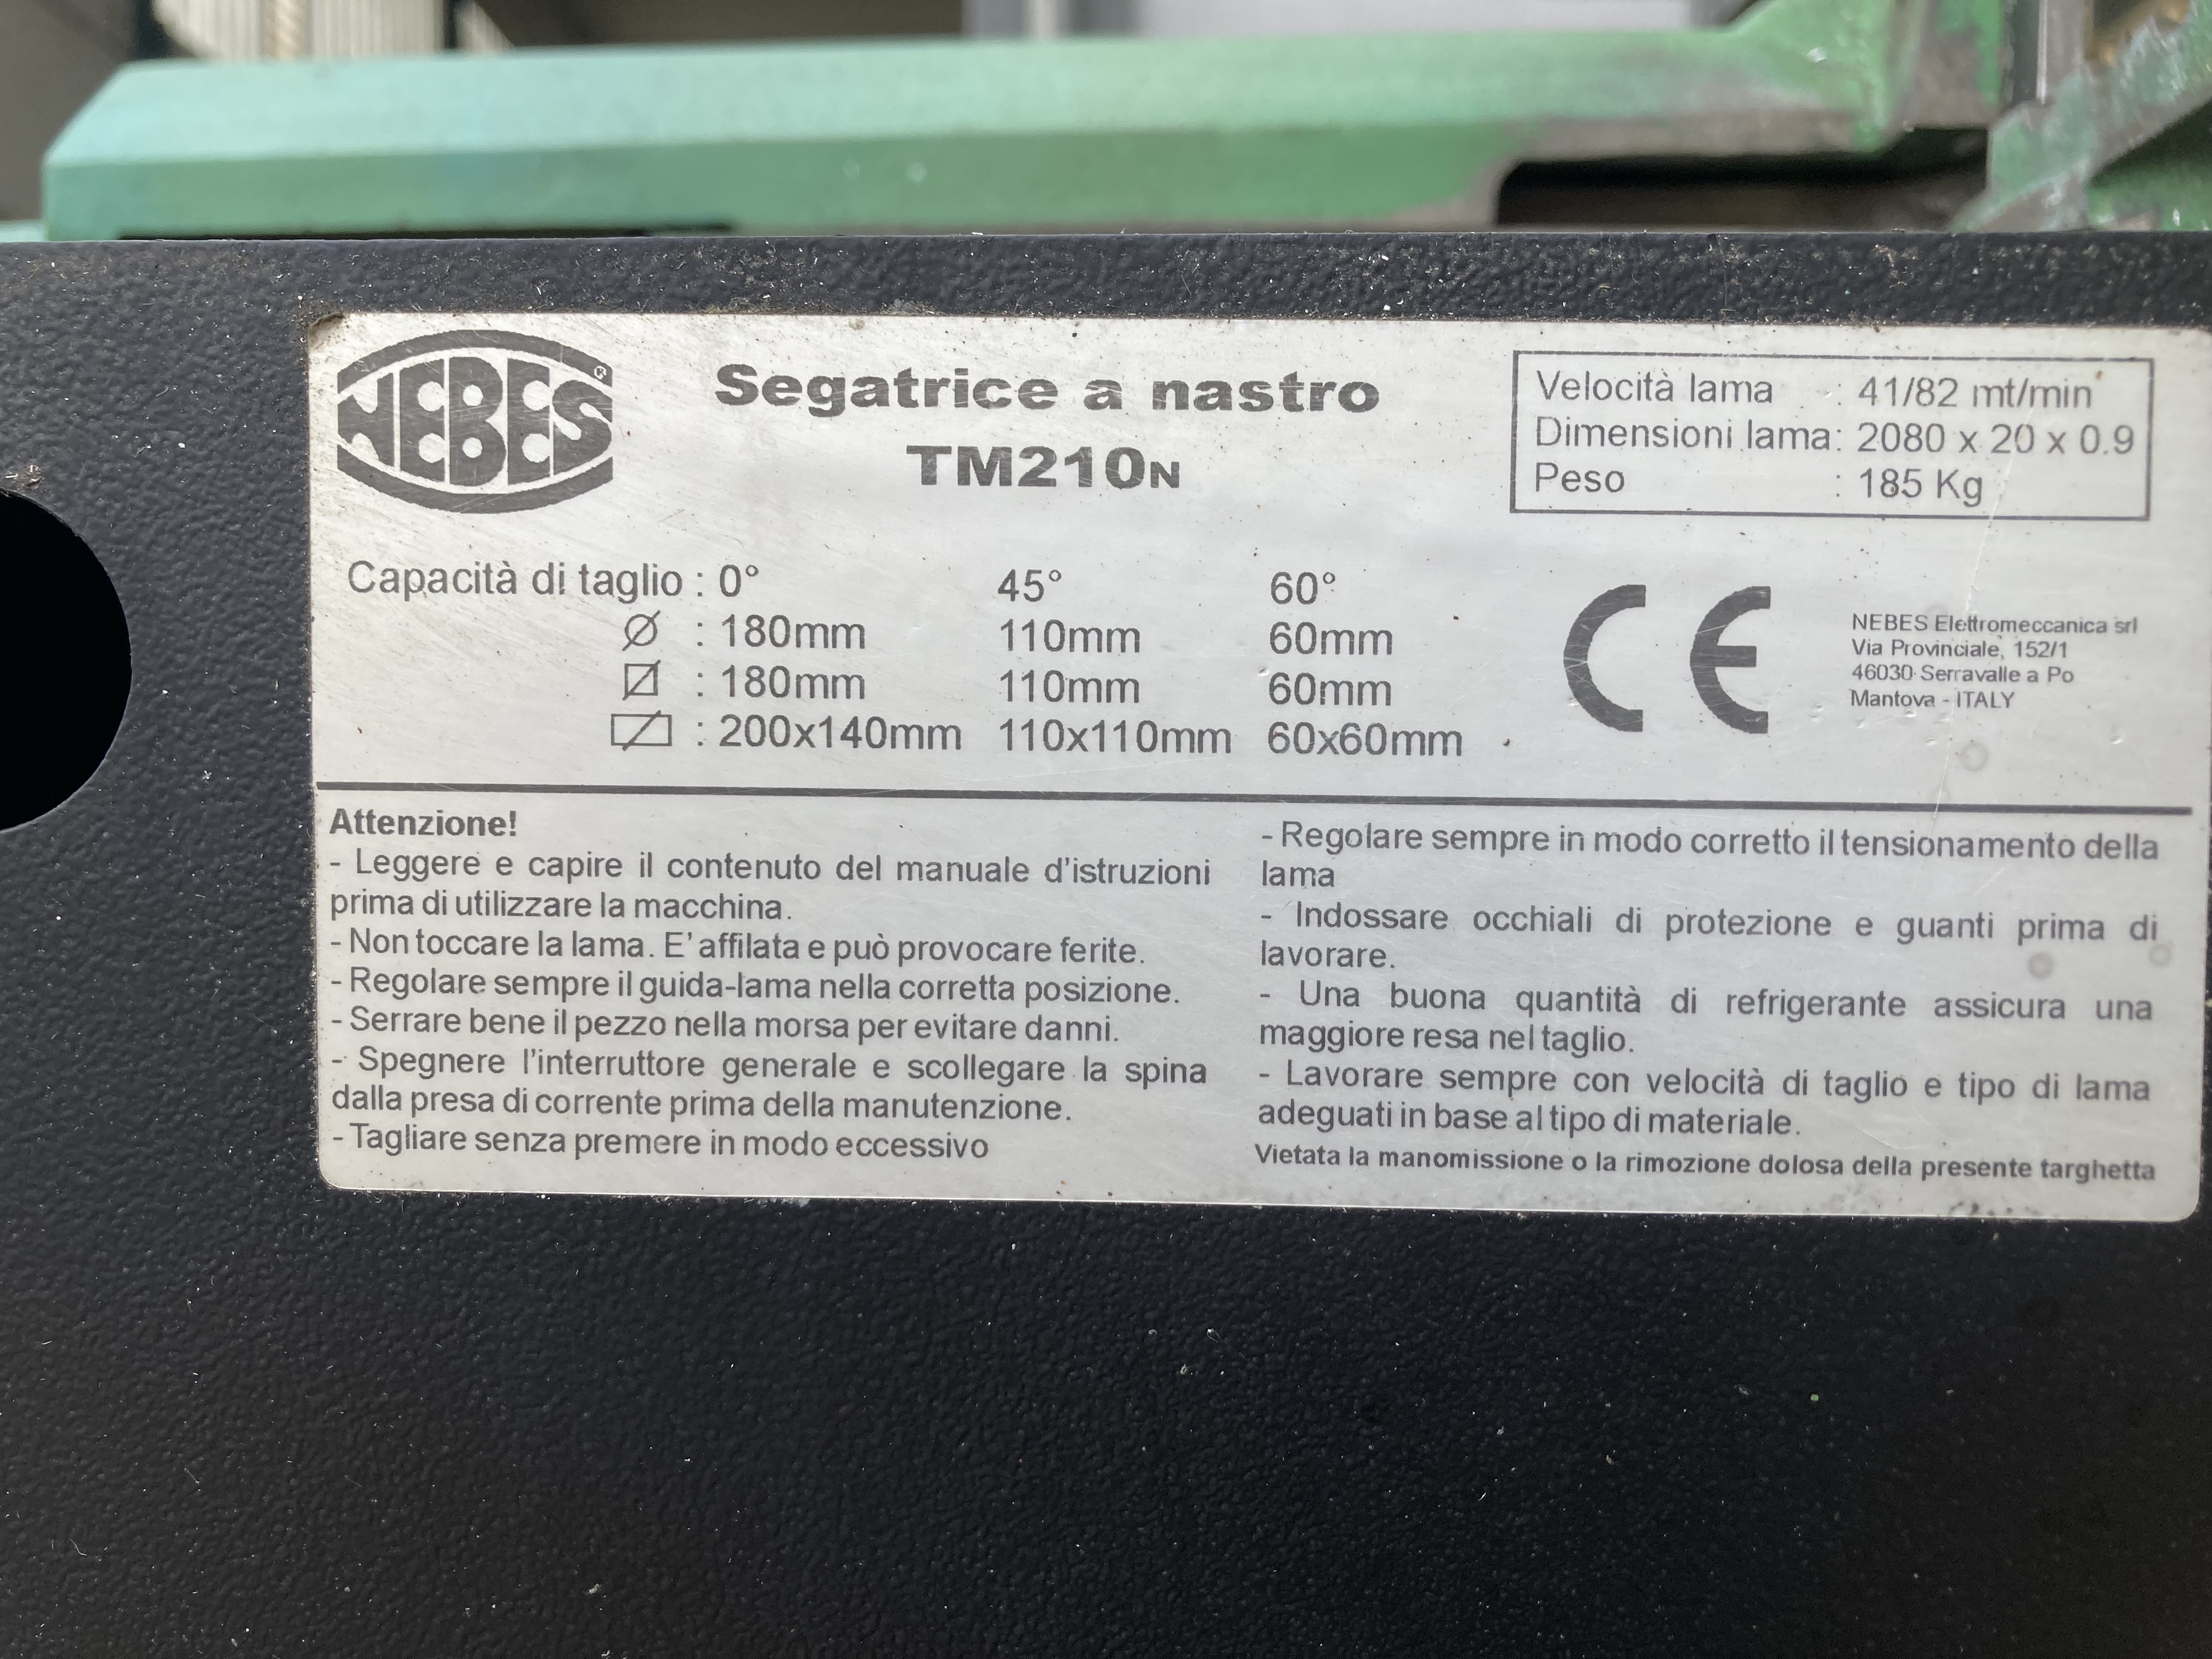 NEBES®
Segatrice a nastro
TM210N
Velocità lama : 41/82 mt/min
Dimensioni lama: 2080 x 20 x 0.9
Peso : 185 Kg
Capacità di taglio : 0° 45° 60°
: 180mm 110mm 60mm
: 180mm 110mm 60mm
: 200x140mm 110x110mm 60x60mm
CE
NEBES Elettromeccanica srl
Via Provinciale, 152/1
46030 Serravalle a Po
Mantova - ITALY
Attenzione!
- Leggere e capire il contenuto del manuale d'istruzioni
prima di utilizzare la macchina.
- Non toccare la lama. E' affilata e può provocare ferite.
- Regolare sempre il guida-lama nella corretta posizione.
- Serrare bene il pezzo nella morsa per evitare danni.
- Spegnere l'interruttore generale e scollegare la spina
dalla presa di corrente prima della manutenzione.
- Tagliare senza premere in modo eccessivo
- Regolare sempre in modo corretto il tensionamento della
lama
- Indossare occhiali di protezione e guanti prima di
lavorare.
- Una buona quantità di refrigerante assicura una
maggiore resa nel taglio.
- Lavorare sempre con velocità di taglio e tipo di lama
adeguati in base al tipo di materiale.
Vietata la manomissione o la rimozione dolosa della presente targhetta